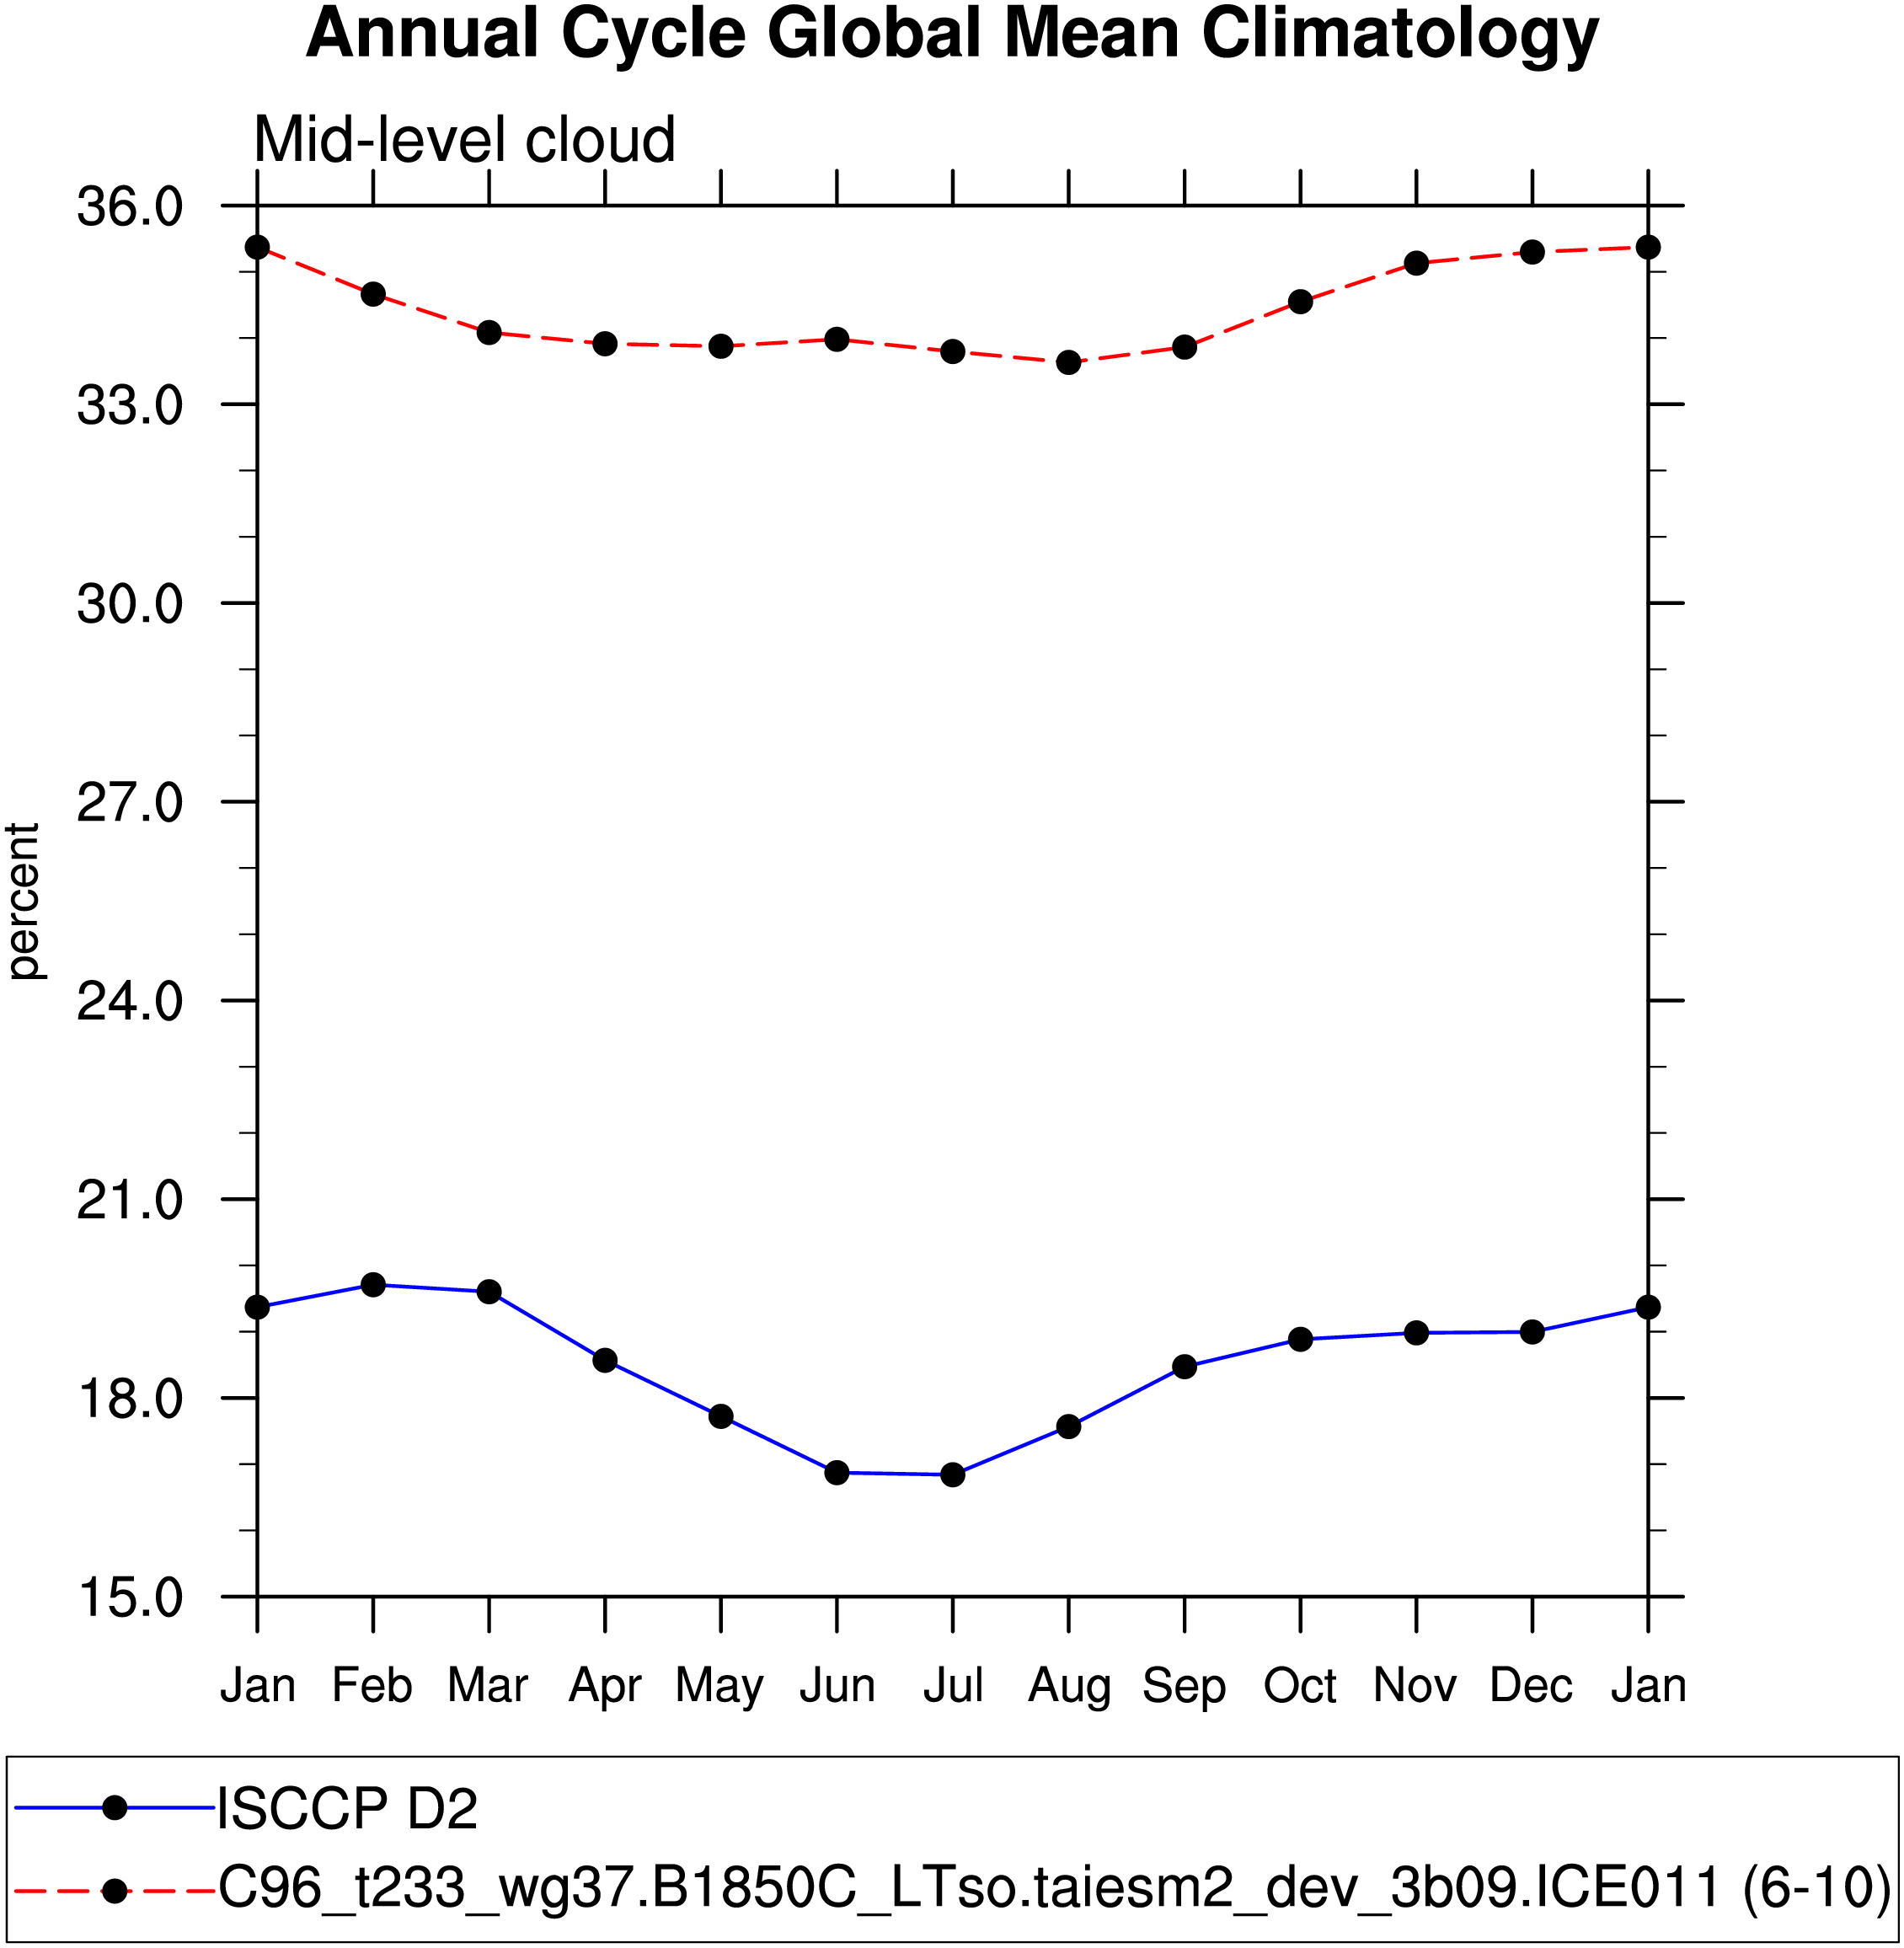 Annual Cycle Global Mean Climatology
Mid-level cloud
36.0
33.0
30.0
27.0
24.0
21.0
18.0
15.0
percent
Jan Feb Mar Apr May Jun Jul Aug Sep Oct Nov Dec Jan
ISCCP D2
C96_t233_wg37.B1850C_LTso.taiesm2_dev_3b09.ICE011 (6-10)